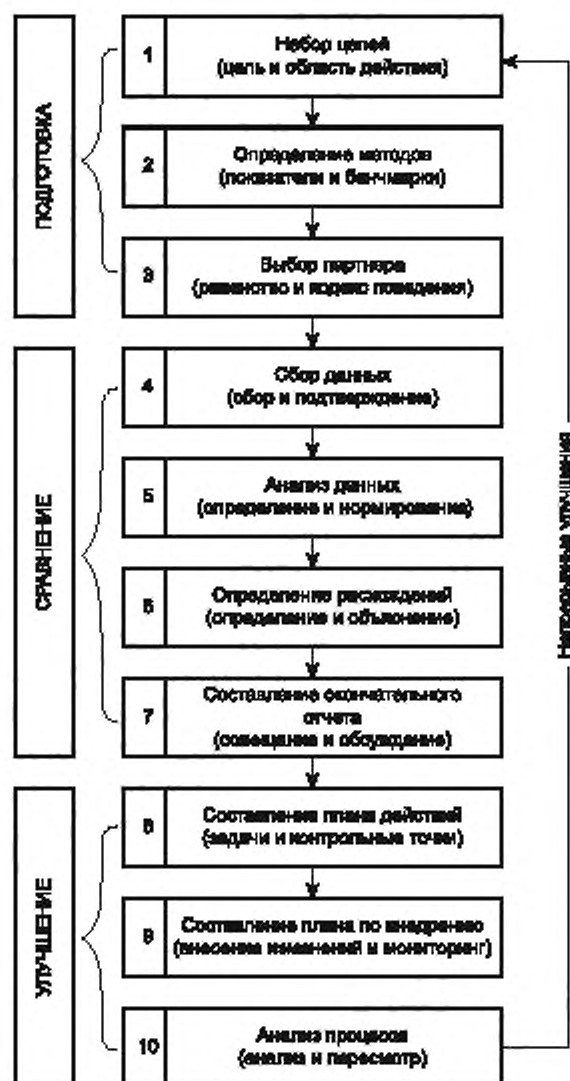 ПОДГОТОВКА
1
Набор целей
(цель и область действия)
2
Определение методов
(показатели и бенчмарки)
3
Выбор партнера
(равенство и кодекс поведения)
СРАВНЕНИЕ
4
Сбор данных
(сбор и подтверждение)
5
Анализ данных
(определение и нормирование)
6
Определение расхождений
(определение и объяснение)
7
Составление окончательного
отчета
(совещание и обсуждение)
УЛУЧШЕНИЕ
8
Составление плана действий
(задачи и контрольные точки)
9
Составление плана по внедрению
(внесение изменений и мониторинг)
10
Анализ процесса
(анализ и пересмотр)
Непрерывные улучшения